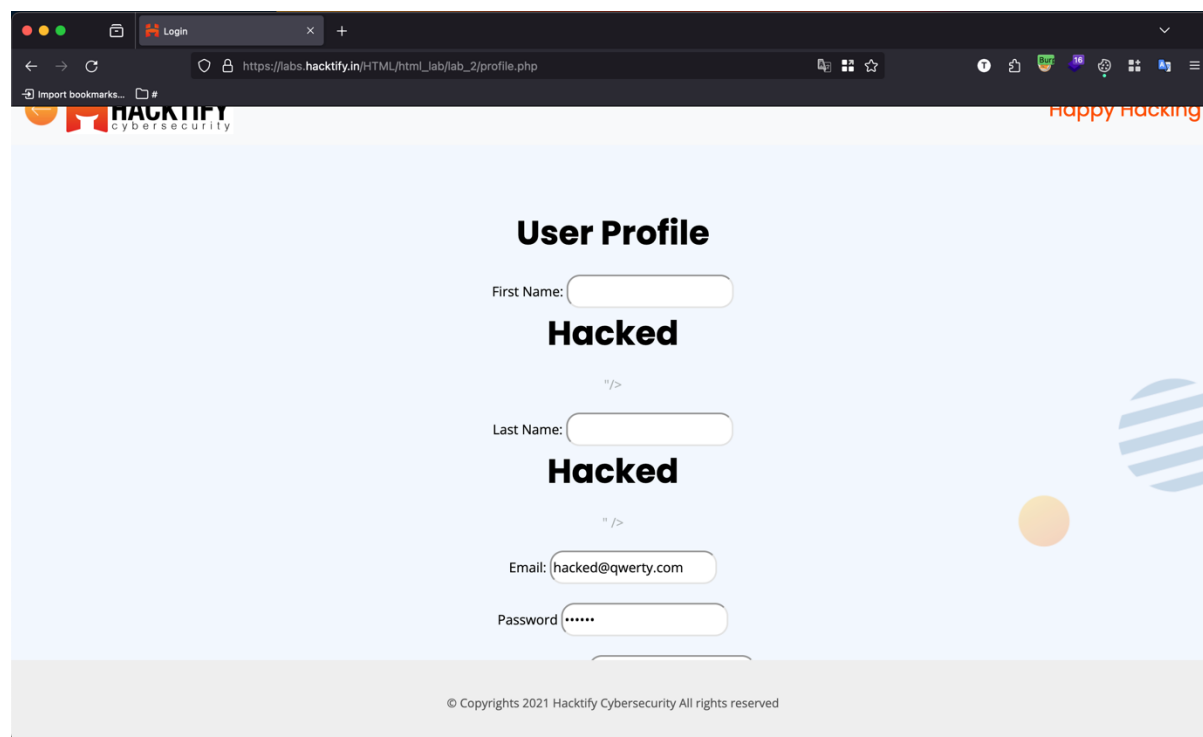 Login
https://labs.hacktify.in/HTML/html_lab/lab_2/profile.php
Import bookmarks... #
HACKTIFY
cybersecurity
Happy Hacking
User Profile
First Name:
Hacked
"/>
Last Name:
Hacked
" />
Email: hacked@qwerty.com
Password ••••••
© Copyrights 2021 Hacktify Cybersecurity All rights reserved